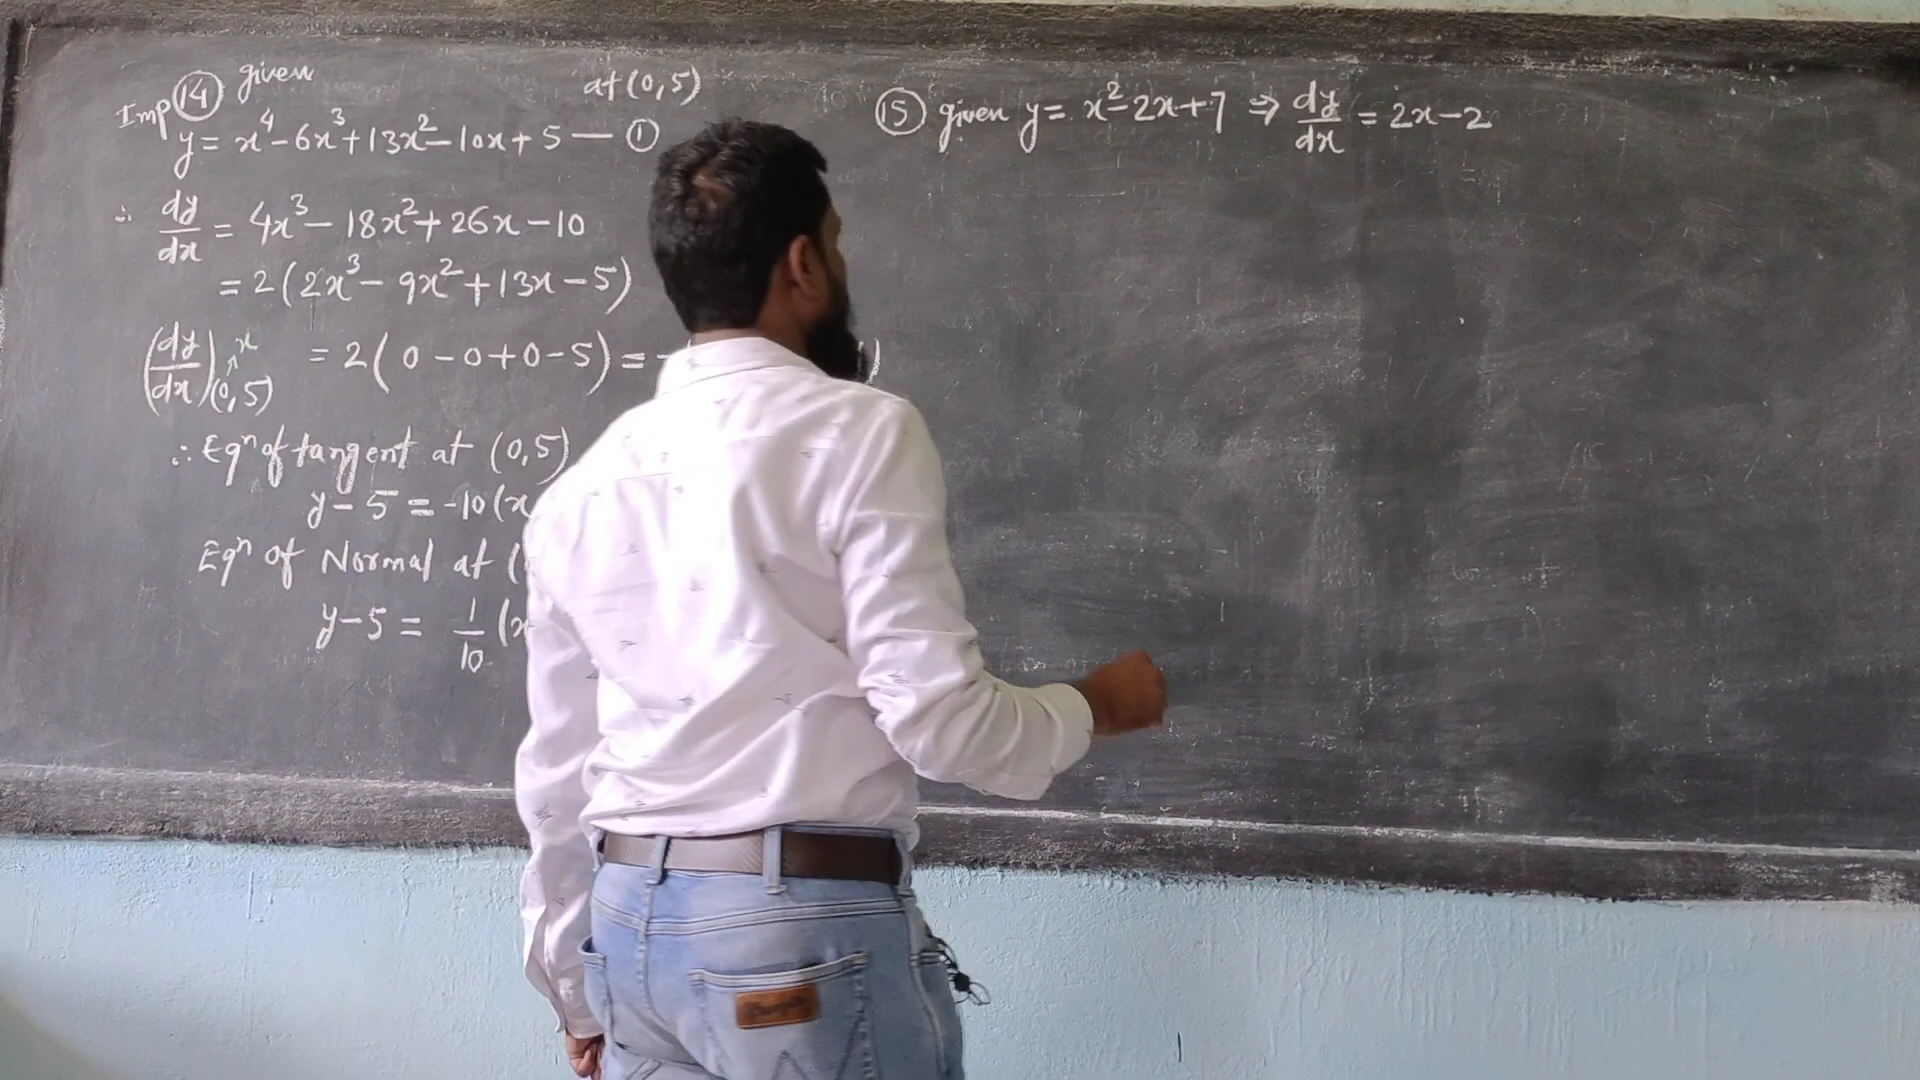 Imp 14 given at (0,5)
y = x⁴ - 6x³ + 13x² - 10x + 5 — ①
∴ dy/dx = 4x³ - 18x² + 26x - 10
= 2(2x³ - 9x² + 13x - 5)
(dy/dx)(0,5) x = 2(0 - 0 + 0 - 5) = -
∴ Eqⁿ of tangent at (0,5)
y - 5 = -10(x
Eqⁿ of Normal at (
y - 5 = 1/10 (x
15 given y = x² - 2x + 7 ⇒ dy/dx = 2x - 2